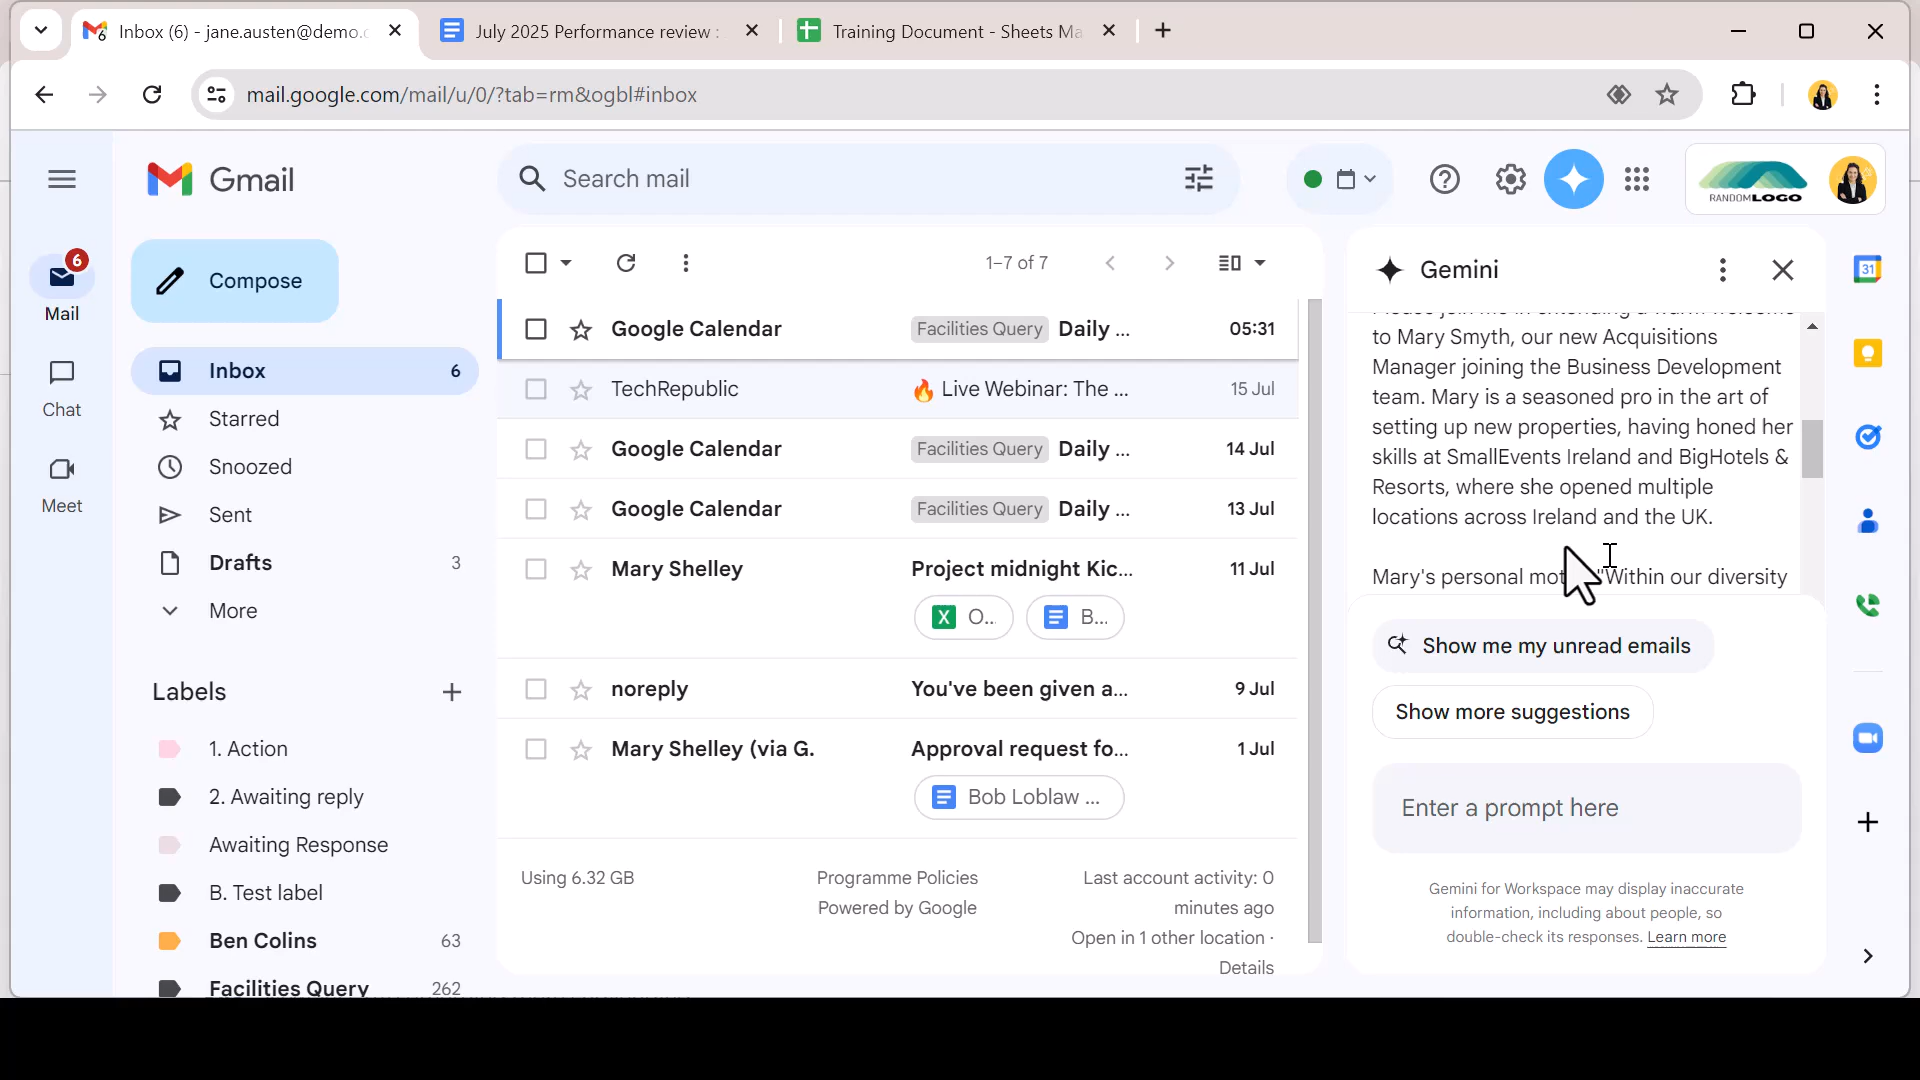 Inbox (6) - jane.austen@demo.c
July 2025 Performance review :
Training Document - Sheets Ma
mail.google.com/mail/u/0/?tab=rm&ogbl#inbox
Gmail
Search mail
RANDOMLOGO
6
Mail
Chat
Meet
Compose
Inbox 6
Starred
Snoozed
Sent
Drafts 3
More
Labels
1. Action
2. Awaiting reply
Awaiting Response
B. Test label
Ben Colins 63
Facilities Query 262
1–7 of 7
Google Calendar Facilities Query Daily ... 05:31
TechRepublic 🔥 Live Webinar: The ... 15 Jul
Google Calendar Facilities Query Daily ... 14 Jul
Google Calendar Facilities Query Daily ... 13 Jul
Mary Shelley Project midnight Kic... 11 Jul
X O... B...
noreply You've been given a... 9 Jul
Mary Shelley (via G. Approval request fo... 1 Jul
Bob Loblaw ...
Using 6.32 GB
Programme Policies
Powered by Google
Last account activity: 0
minutes ago
Open in 1 other location ·
Details
Gemini
Please join me in extending a warm welcome
to Mary Smyth, our new Acquisitions
Manager joining the Business Development
team. Mary is a seasoned pro in the art of
setting up new properties, having honed her
skills at SmallEvents Ireland and BigHotels &
Resorts, where she opened multiple
locations across Ireland and the UK.
Mary's personal mot "Within our diversity
Show me my unread emails
Show more suggestions
Enter a prompt here
Gemini for Workspace may display inaccurate
information, including about people, so
double-check its responses. Learn more
31